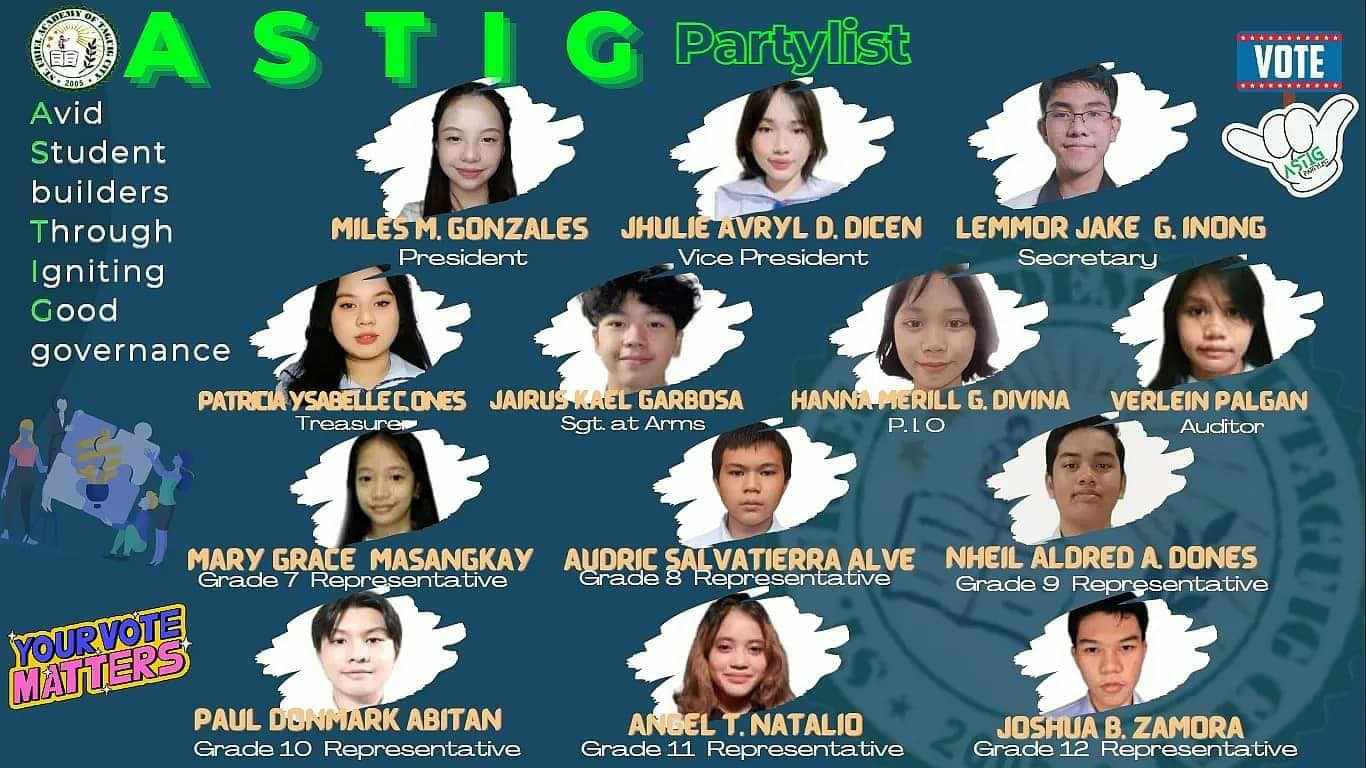 ASTIG Partylist
VOTE
ASTIG
PARTYLIST
Avid
Student
builders
Through
Igniting
Good
governance
MILES M. GONZALES
President
JHULIE AVRYL D. DICEN
Vice President
LEMMOR JAKE G. INONG
Secretary
PATRICIA YSABELLE C. ONES
Treasurer
JAIRUS KAEL GARBOSA
Sgt. at Arms
HANNA MERILL G. DIVINA
P. I O
VERLEIN PALGAN
Auditor
MARY GRACE MASANGKAY
Grade 7 Representative
AUDRIC SALVATIERRA ALVE
Grade 8 Representative
NHEIL ALDRED A. DONES
Grade 9 Representative
YOUR VOTE
MATTERS
PAUL DONMARK ABITAN
Grade 10 Representative
ANGEL T. NATALIO
Grade 11 Representative
JOSHUA B. ZAMORA
Grade 12 Representative